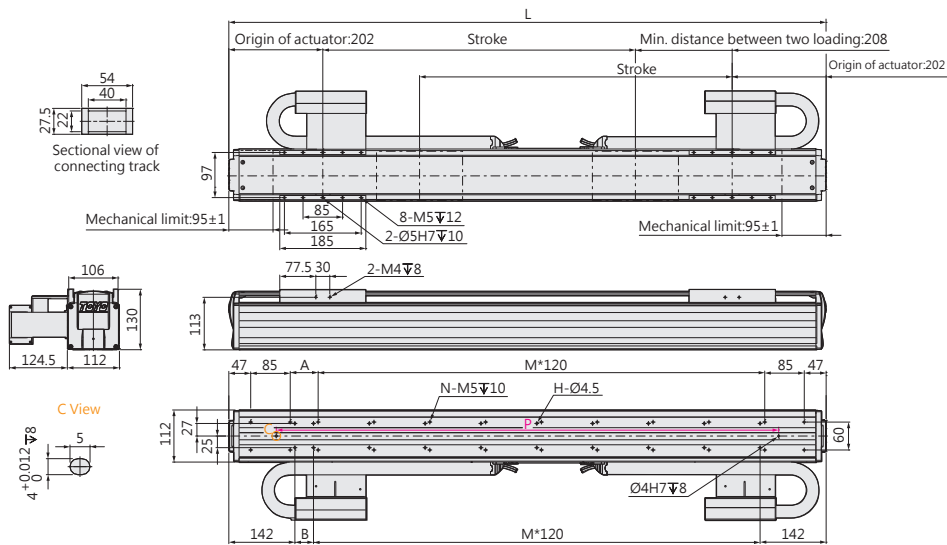 L
Origin of actuator:202
Stroke
Min. distance between two loading:208
Stroke
Origin of actuator:202
54
40
27.5
22
Sectional view of
connecting track
97
Mechanical limit:95±1
85
165
185
8-M5↧12
2-Ø5H7↧10
Mechanical limit:95±1
106
130
124.5
112
TOYO
77.5
30
2-M4↧8
113
47
85
A
M*120
85
47
C View
5
4 +0.012 0 ↧8
N-M5↧10
H-Ø4.5
112
27
25
C
P
60
Ø4H7↧8
142
B
M*120
142